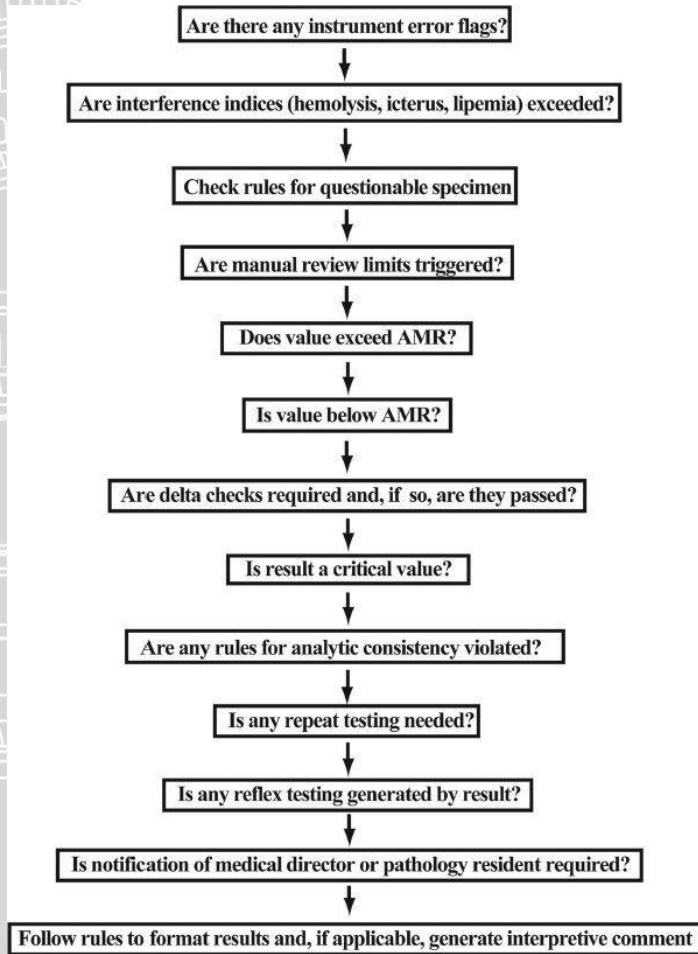 Are there any instrument error flags?
Are interference indices (hemolysis, icterus, lipemia) exceeded?
Check rules for questionable specimen
Are manual review limits triggered?
Does value exceed AMR?
Is value below AMR?
Are delta checks required and, if so, are they passed?
Is result a critical value?
Are any rules for analytic consistency violated?
Is any repeat testing needed?
Is any reflex testing generated by result?
Is notification of medical director or pathology resident required?
Follow rules to format results and, if applicable, generate interpretive comment